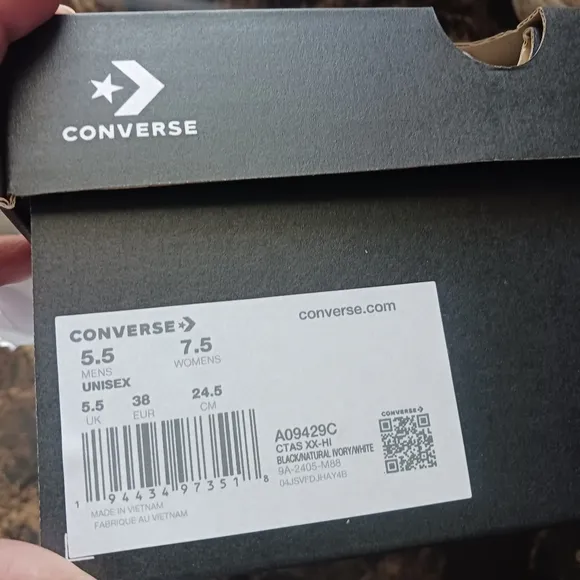 CONVERSE
CONVERSE
converse.com
5.5 7.5
MENS WOMENS
UNISEX
5.5 38 24.5
UK EUR CM
A09429C
CTAS XX-HI
BLACK/NATURAL IVORY/WHITE
9A-2405-M88
04JSVFDJHAY4B
CONVERSE
1 94434 97351 8
MADE IN VIETNAM
FABRIQUE AU VIETNAM